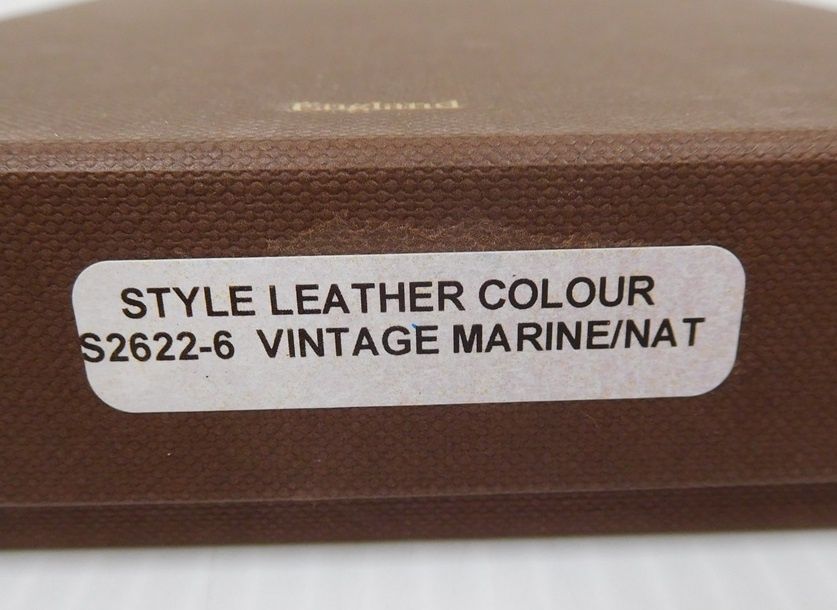 England
STYLE LEATHER COLOUR
S2622-6 VINTAGE MARINE/NAT